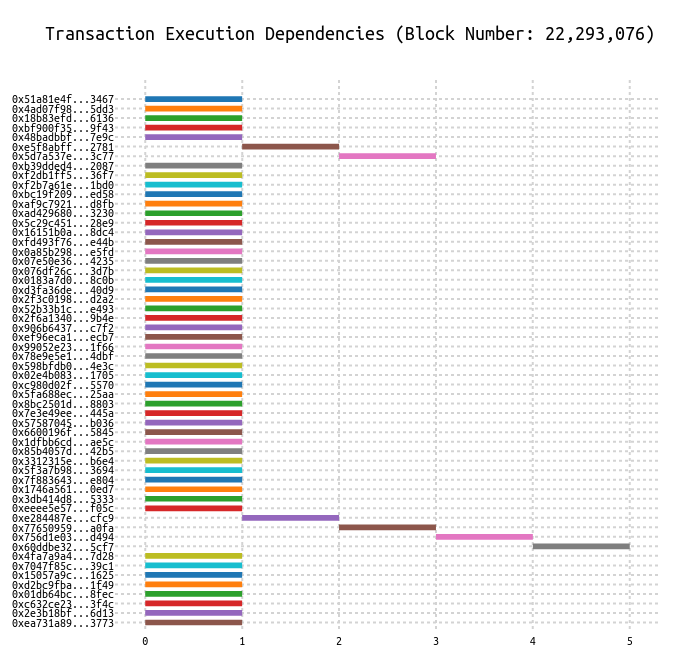 Transaction Execution Dependencies (Block Number: 22,293,076)
0x51a81e4f...3467
0x4ad07f98...5dd3
0x18b83efd...6136
0xbf900f35...9f43
0x48badbbf...7e9c
0xe5f8abff...2781
0x5d7a537e...3c77
0xb39dded4...2087
0xf2db1ff5...36f7
0xf2b7a61e...1bd0
0xbc19f209...ed58
0xaf9c7921...d8fb
0xad429680...3230
0x5c29c451...28e9
0x16151b0a...8dc4
0xfd493f76...e44b
0x0a85b298...e5fd
0x07e50e36...4235
0x076df26c...3d7b
0x0183a7d0...8c0b
0xd3fa36de...40d9
0x2f3c0198...d2a2
0x52b33b1c...e493
0x2f6a1340...9b4e
0x906b6437...c7f2
0xef96eca1...ecb7
0x99052e23...1f66
0x78e9e5e1...4dbf
0x598bfdb0...4e3c
0x02e4b083...1705
0xc980d02f...5570
0x5fa688ec...25aa
0x8bc2501d...8803
0x7e3e49ee...445a
0x57587045...b036
0x6600196f...5845
0x1dfbb6cd...ae5c
0x85b4057d...42b5
0x3312315e...b6e4
0x5f3a7b98...3694
0x7f883643...e804
0x1746a561...0ed7
0x3db414d8...5333
0xeeee5e57...f05c
0xe284487e...cfc9
0x77650959...a0fa
0x756d1e03...d494
0x60ddbe32...5cf7
0x4fa7a9a4...7d28
0x7047f85c...39c1
0x15057a9c...1625
0xd2bc9fba...1f49
0x01db64bc...8fec
0xc632ce23...3f4c
0x2e3b18bf...6d13
0xea731a89...3773
0 1 2 3 4 5